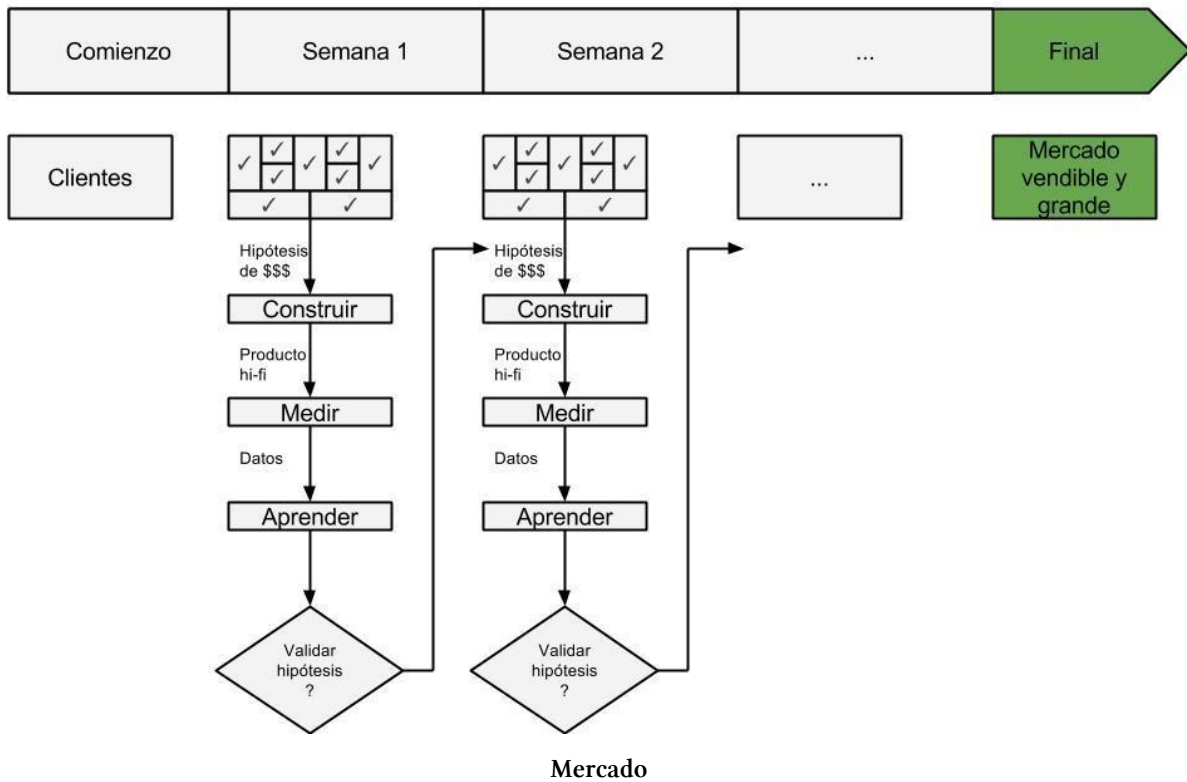 Comienzo
Semana 1
Semana 2
...
Final
Clientes
✓ ✓ ✓ ✓ ✓
✓ ✓
✓ ✓
✓ ✓ ✓ ✓ ✓
✓ ✓
✓ ✓
...
Mercado
vendible y
grande
Hipótesis
de $$$
Construir
Producto
hi-fi
Medir
Datos
Aprender
Validar
hipótesis
?
Hipótesis
de $$$
Construir
Producto
hi-fi
Medir
Datos
Aprender
Validar
hipótesis
?
Mercado